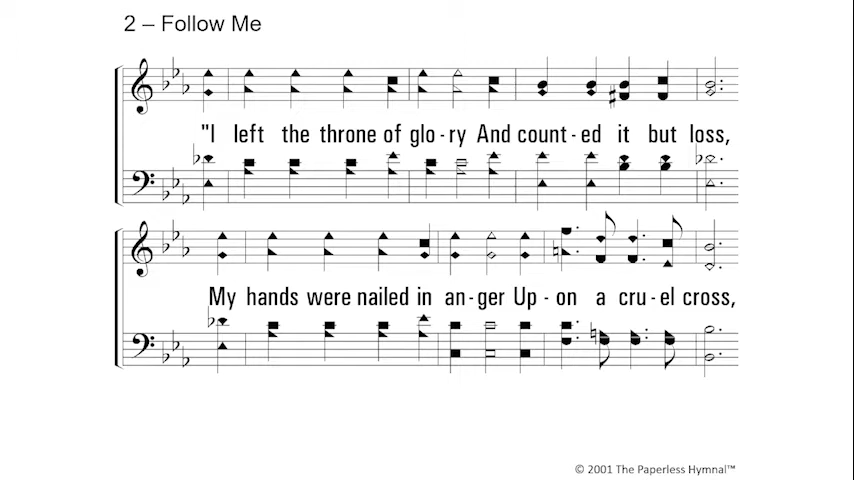 2 – Follow Me
"I left the throne of glo-ry And count-ed it but loss,
My hands were nailed in an-ger Up-on a cru-el cross,
© 2001 The Paperless Hymnal™